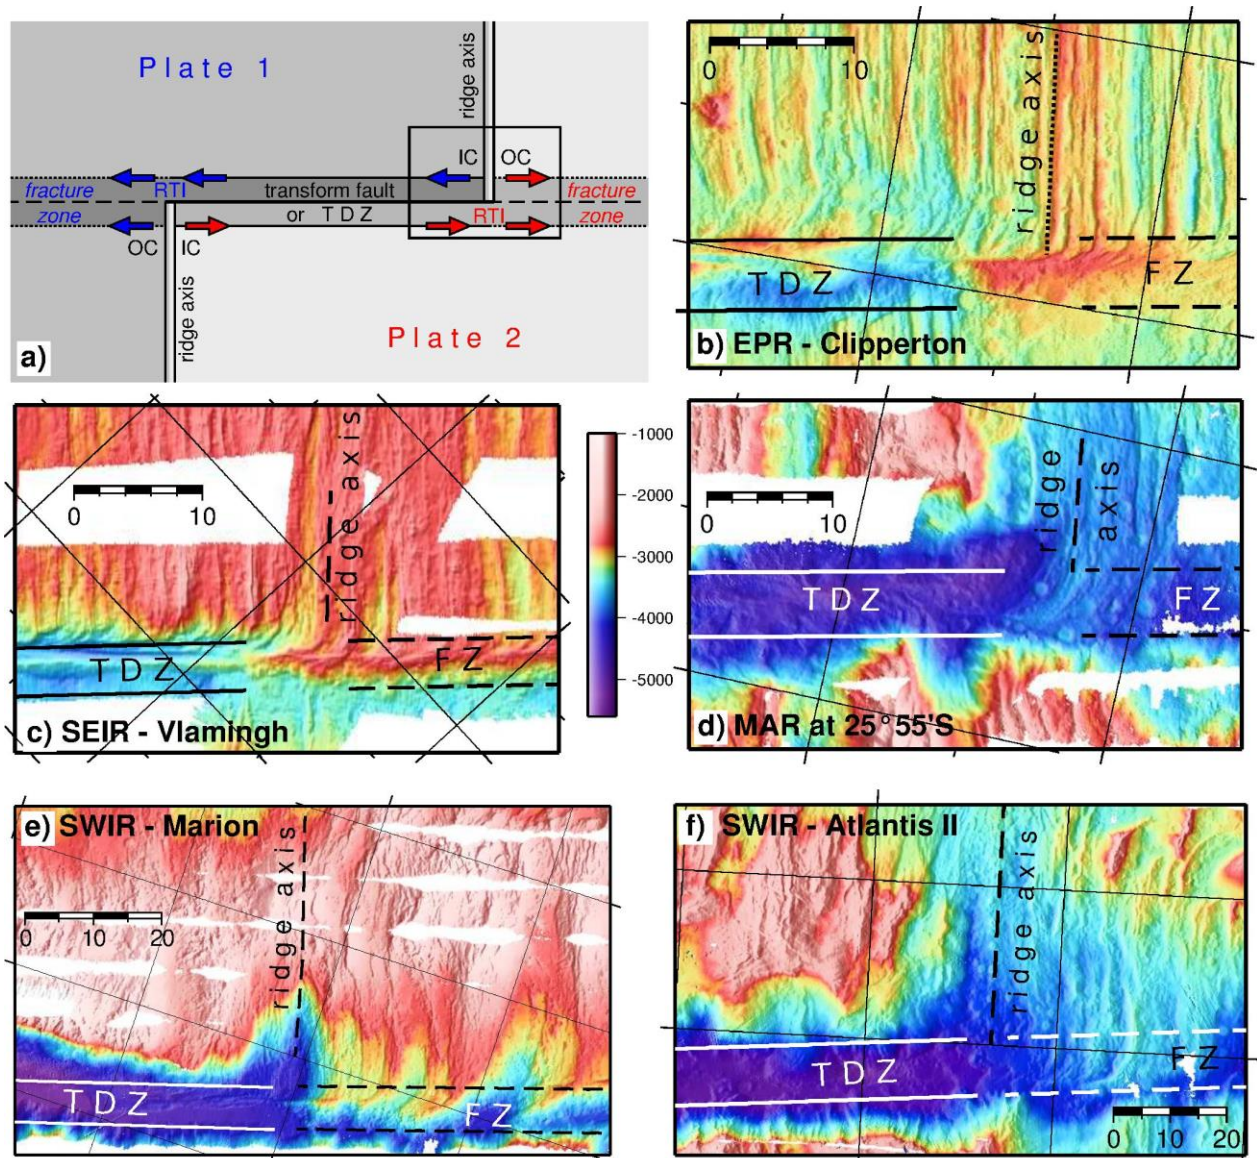 Plate 1
ridge axis
IC OC
fracture
zone
RTI
transform fault
or TDZ
RTI
fracture
zone
OC IC
ridge axis
Plate 2
a)
0 10
ridge axis
TDZ
FZ
b) EPR - Clipperton
0 10
ridge axis
TDZ
FZ
c) SEIR - Vlamingh
-1000
-2000
-3000
-4000
-5000
0 10
ridge
axis
TDZ
FZ
d) MAR at 25°55'S
e) SWIR - Marion
0 10 20
ridge axis
TDZ
FZ
f) SWIR - Atlantis II
ridge axis
TDZ
FZ
0 10 20